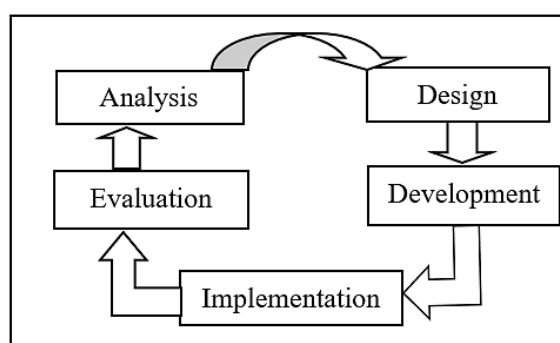 Analysis
Design
Development
Implementation
Evaluation